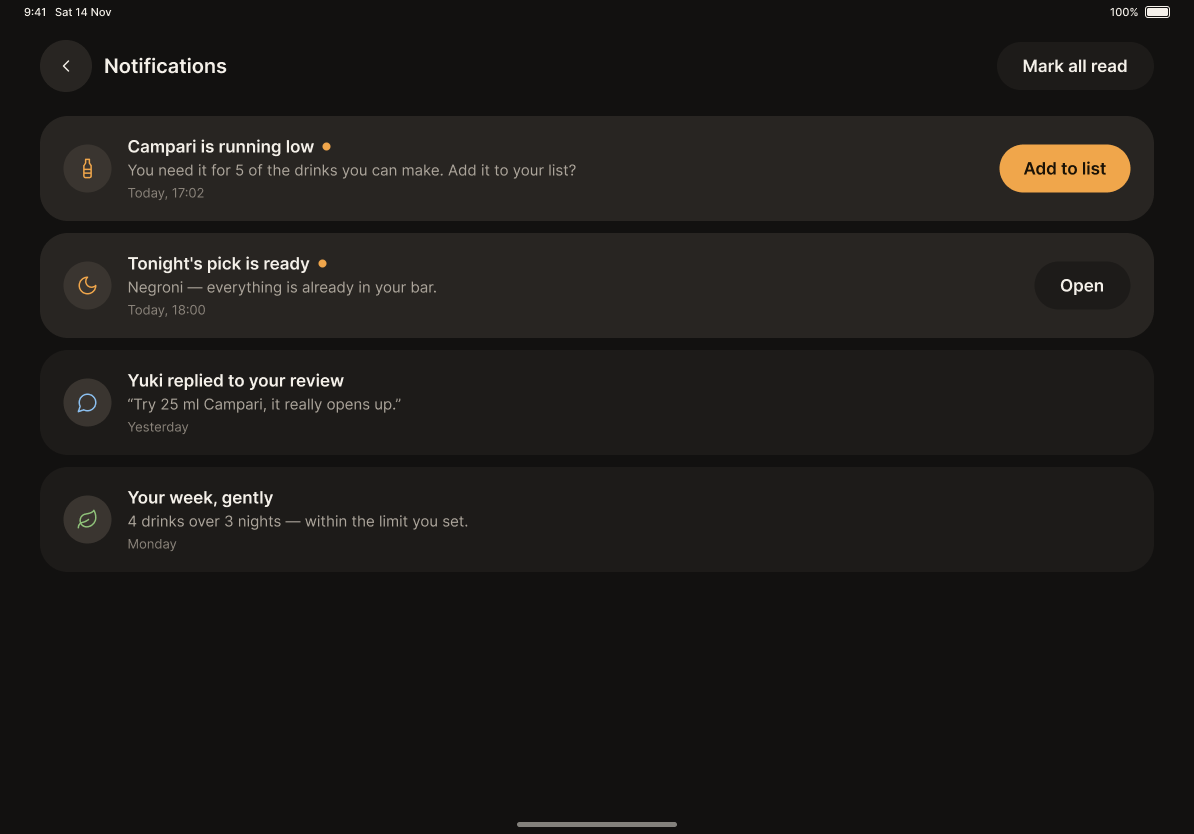 9:41 Sat 14 Nov
100%
Notifications
Mark all read
Campari is running low
You need it for 5 of the drinks you can make. Add it to your list?
Today, 17:02
Add to list
Tonight's pick is ready
Negroni — everything is already in your bar.
Today, 18:00
Open
Yuki replied to your review
“Try 25 ml Campari, it really opens up.”
Yesterday
Your week, gently
4 drinks over 3 nights — within the limit you set.
Monday